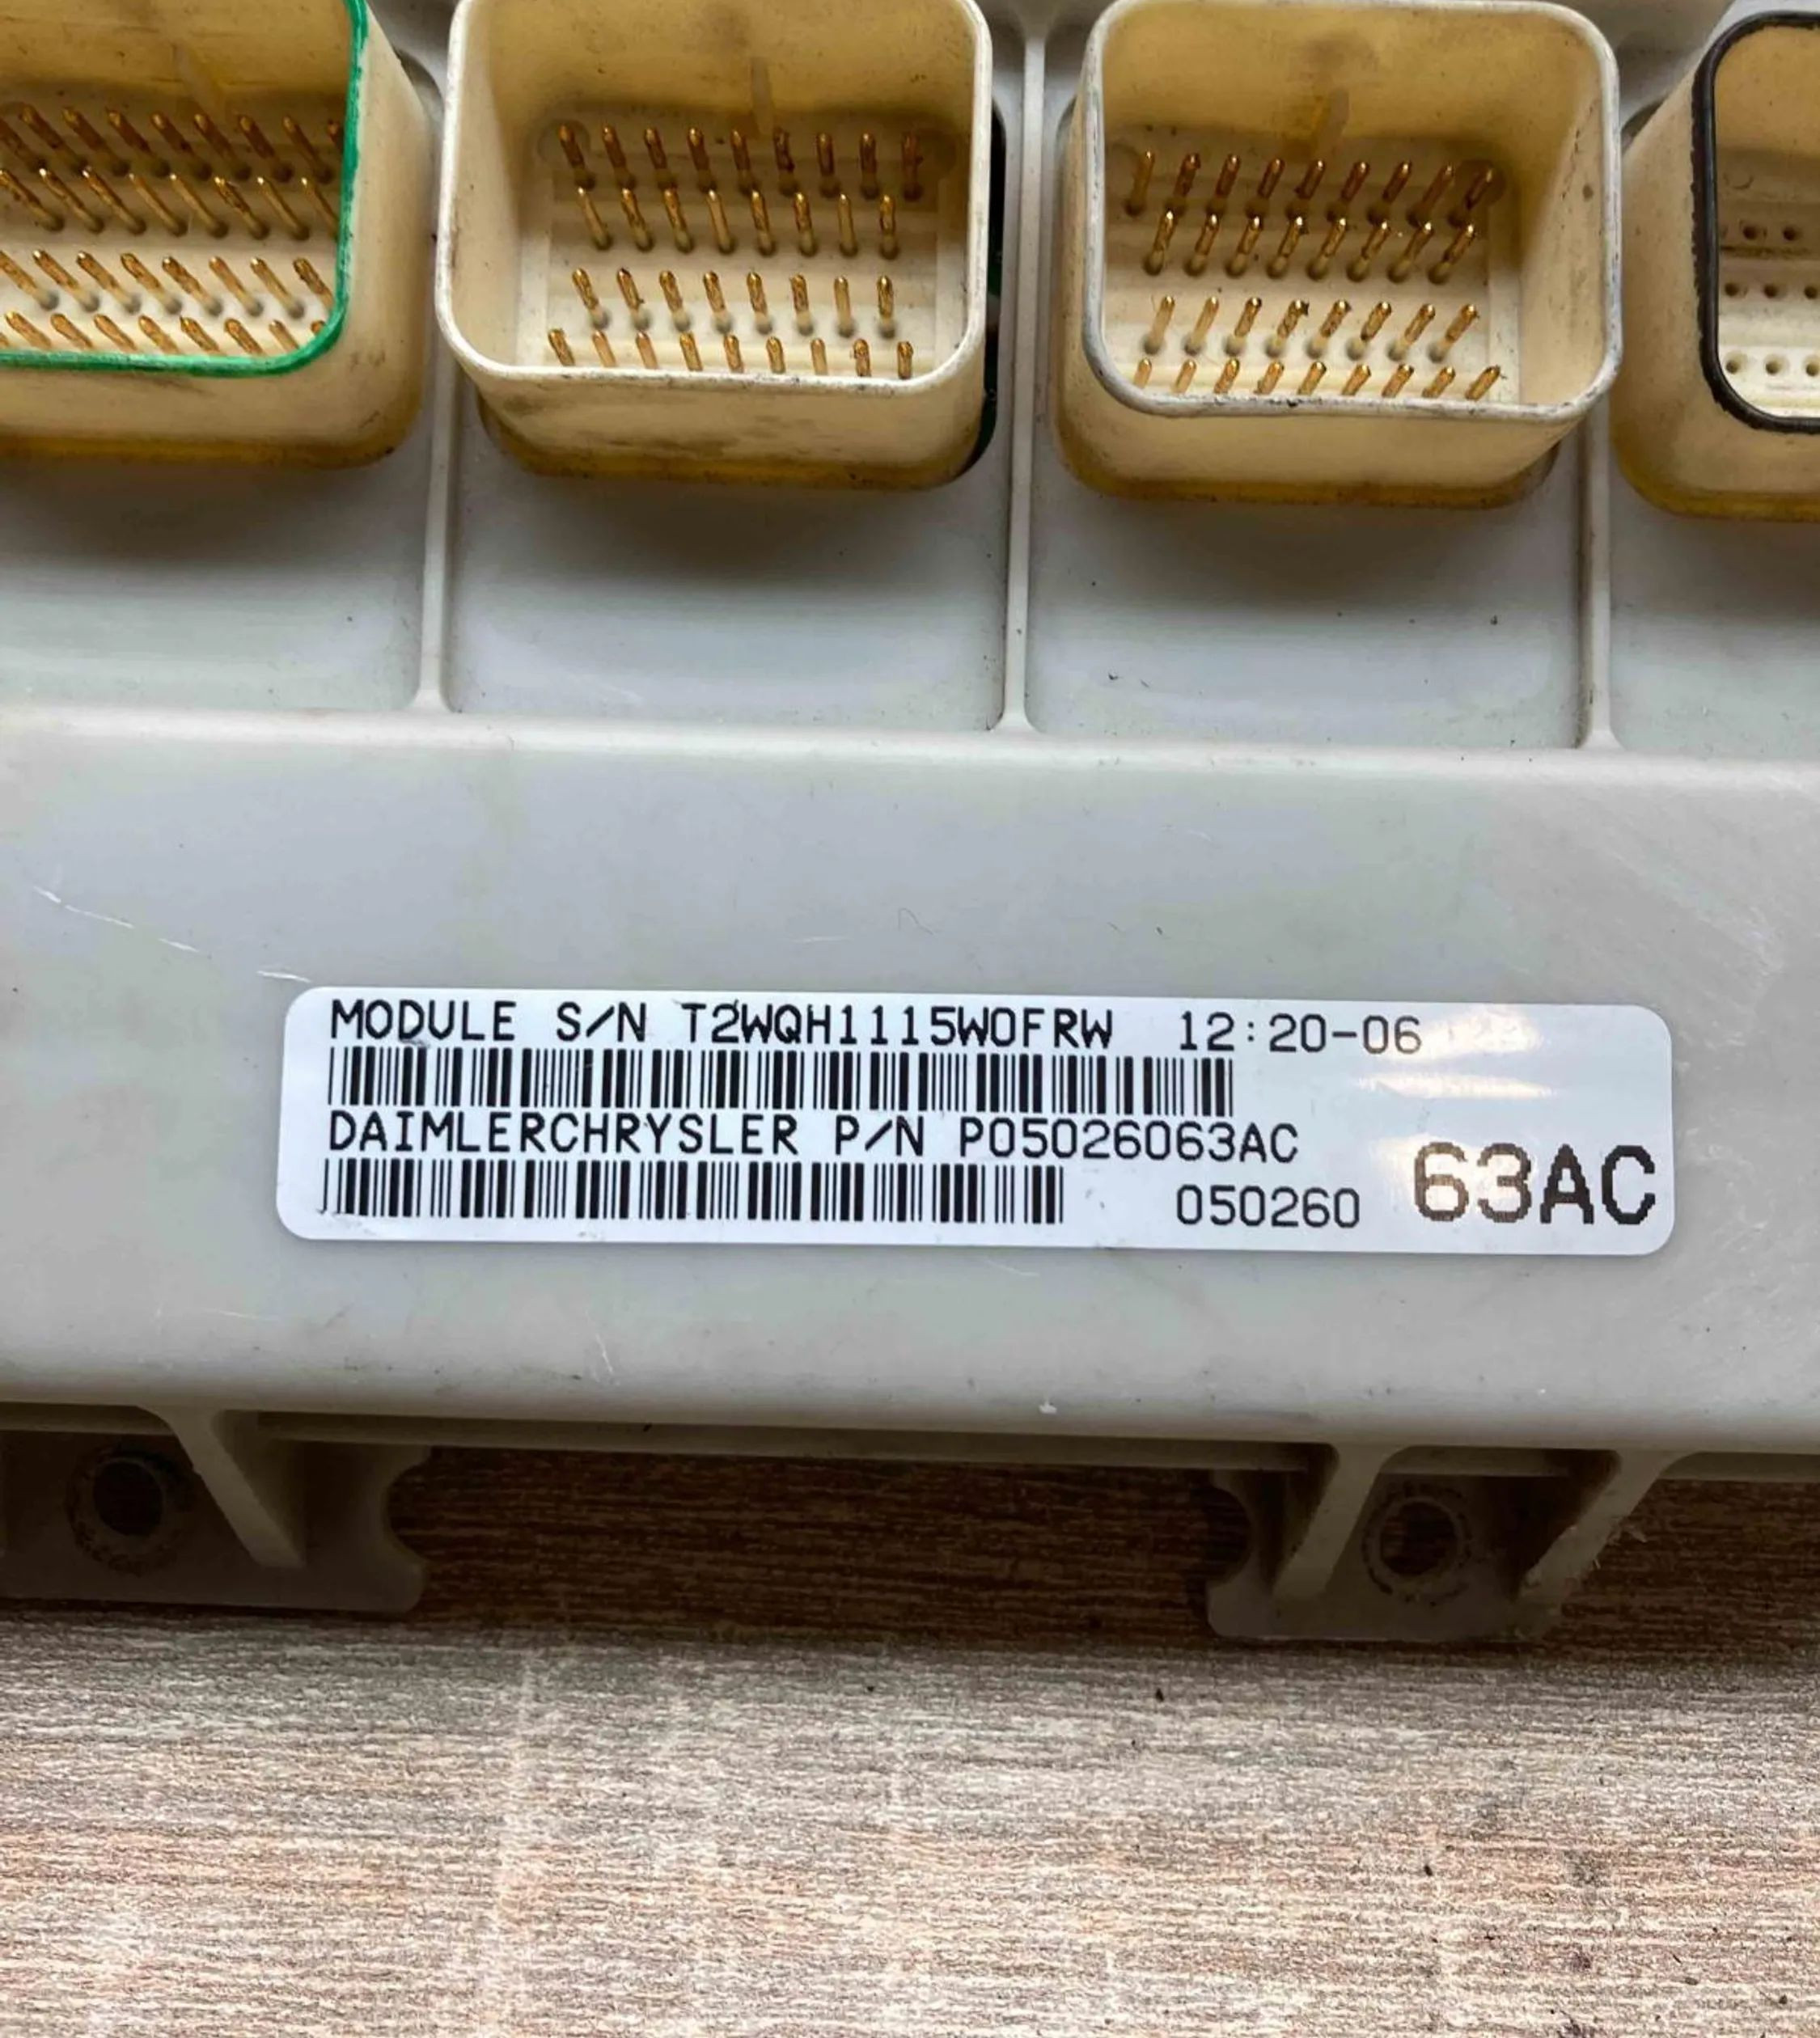 MODULE S/N T2WQH1115W0FRW 12:20-06
DAIMLERCHRYSLER P/N P05026063AC
050260 63AC